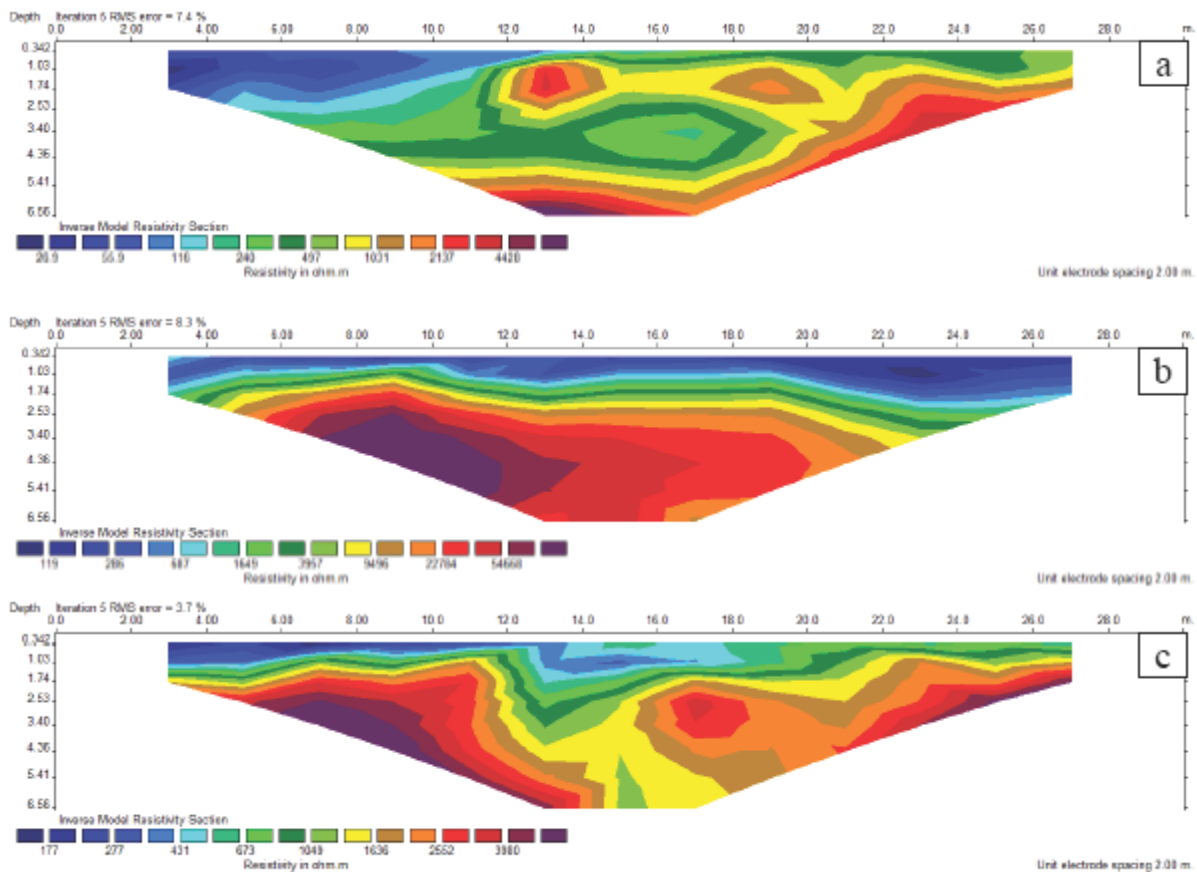 Depth Iteration 5 RMS error = 7.4 %
0.0 4.00 6.00 8.00 10.0 12.0 14.0 16.0 18.0 20.0 22.0 24.0 26.0 28.0 m.
0.342
1.03
1.74
2.53
3.40
4.36
5.41
6.56
a
Inverse Model Resistivity Section
26.9 55.9 116 240 497 1031 2137 4428
Resistivity in ohm.m
Unit electrode spacing 2.00 m.
Depth Iteration 5 RMS error = 8.3 %
0.0 4.00 6.00 8.00 10.0 12.0 14.0 16.0 18.0 20.0 22.0 24.0 26.0 28.0 m.
0.342
1.03
1.74
2.53
3.40
4.36
5.41
6.56
b
Inverse Model Resistivity Section
119 286 687 1649 3957 9496 22784 54668
Resistivity in ohm.m
Unit electrode spacing 2.00 m.
Depth Iteration 5 RMS error = 3.7 %
0.0 4.00 6.00 8.00 10.0 12.0 14.0 16.0 18.0 20.0 22.0 24.0 26.0 28.0 m.
0.342
1.03
1.74
2.53
3.40
4.36
5.41
6.56
c
Inverse Model Resistivity Section
177 277 431 673 1049 1636 2552 3980
Resistivity in ohm.m
Unit electrode spacing 2.00 m.